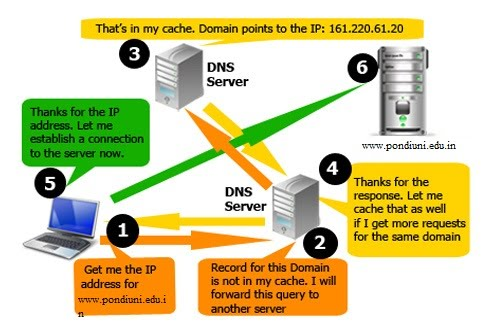 That's in my cache. Domain points to the IP: 161.220.61.20
3
DNS
Server
6
www.pondiuni.edu.in
Thanks for the IP
address. Let me
establish a connection
to the server now.
5
DNS
Server
4
Thanks for the
response. Let me
cache that as well
if I get more requests
for the same domain
1
2
Get me the IP
address for
www.pondiuni.edu.i
n
Record for this Domain
is not in my cache. I will
forward this query to
another server